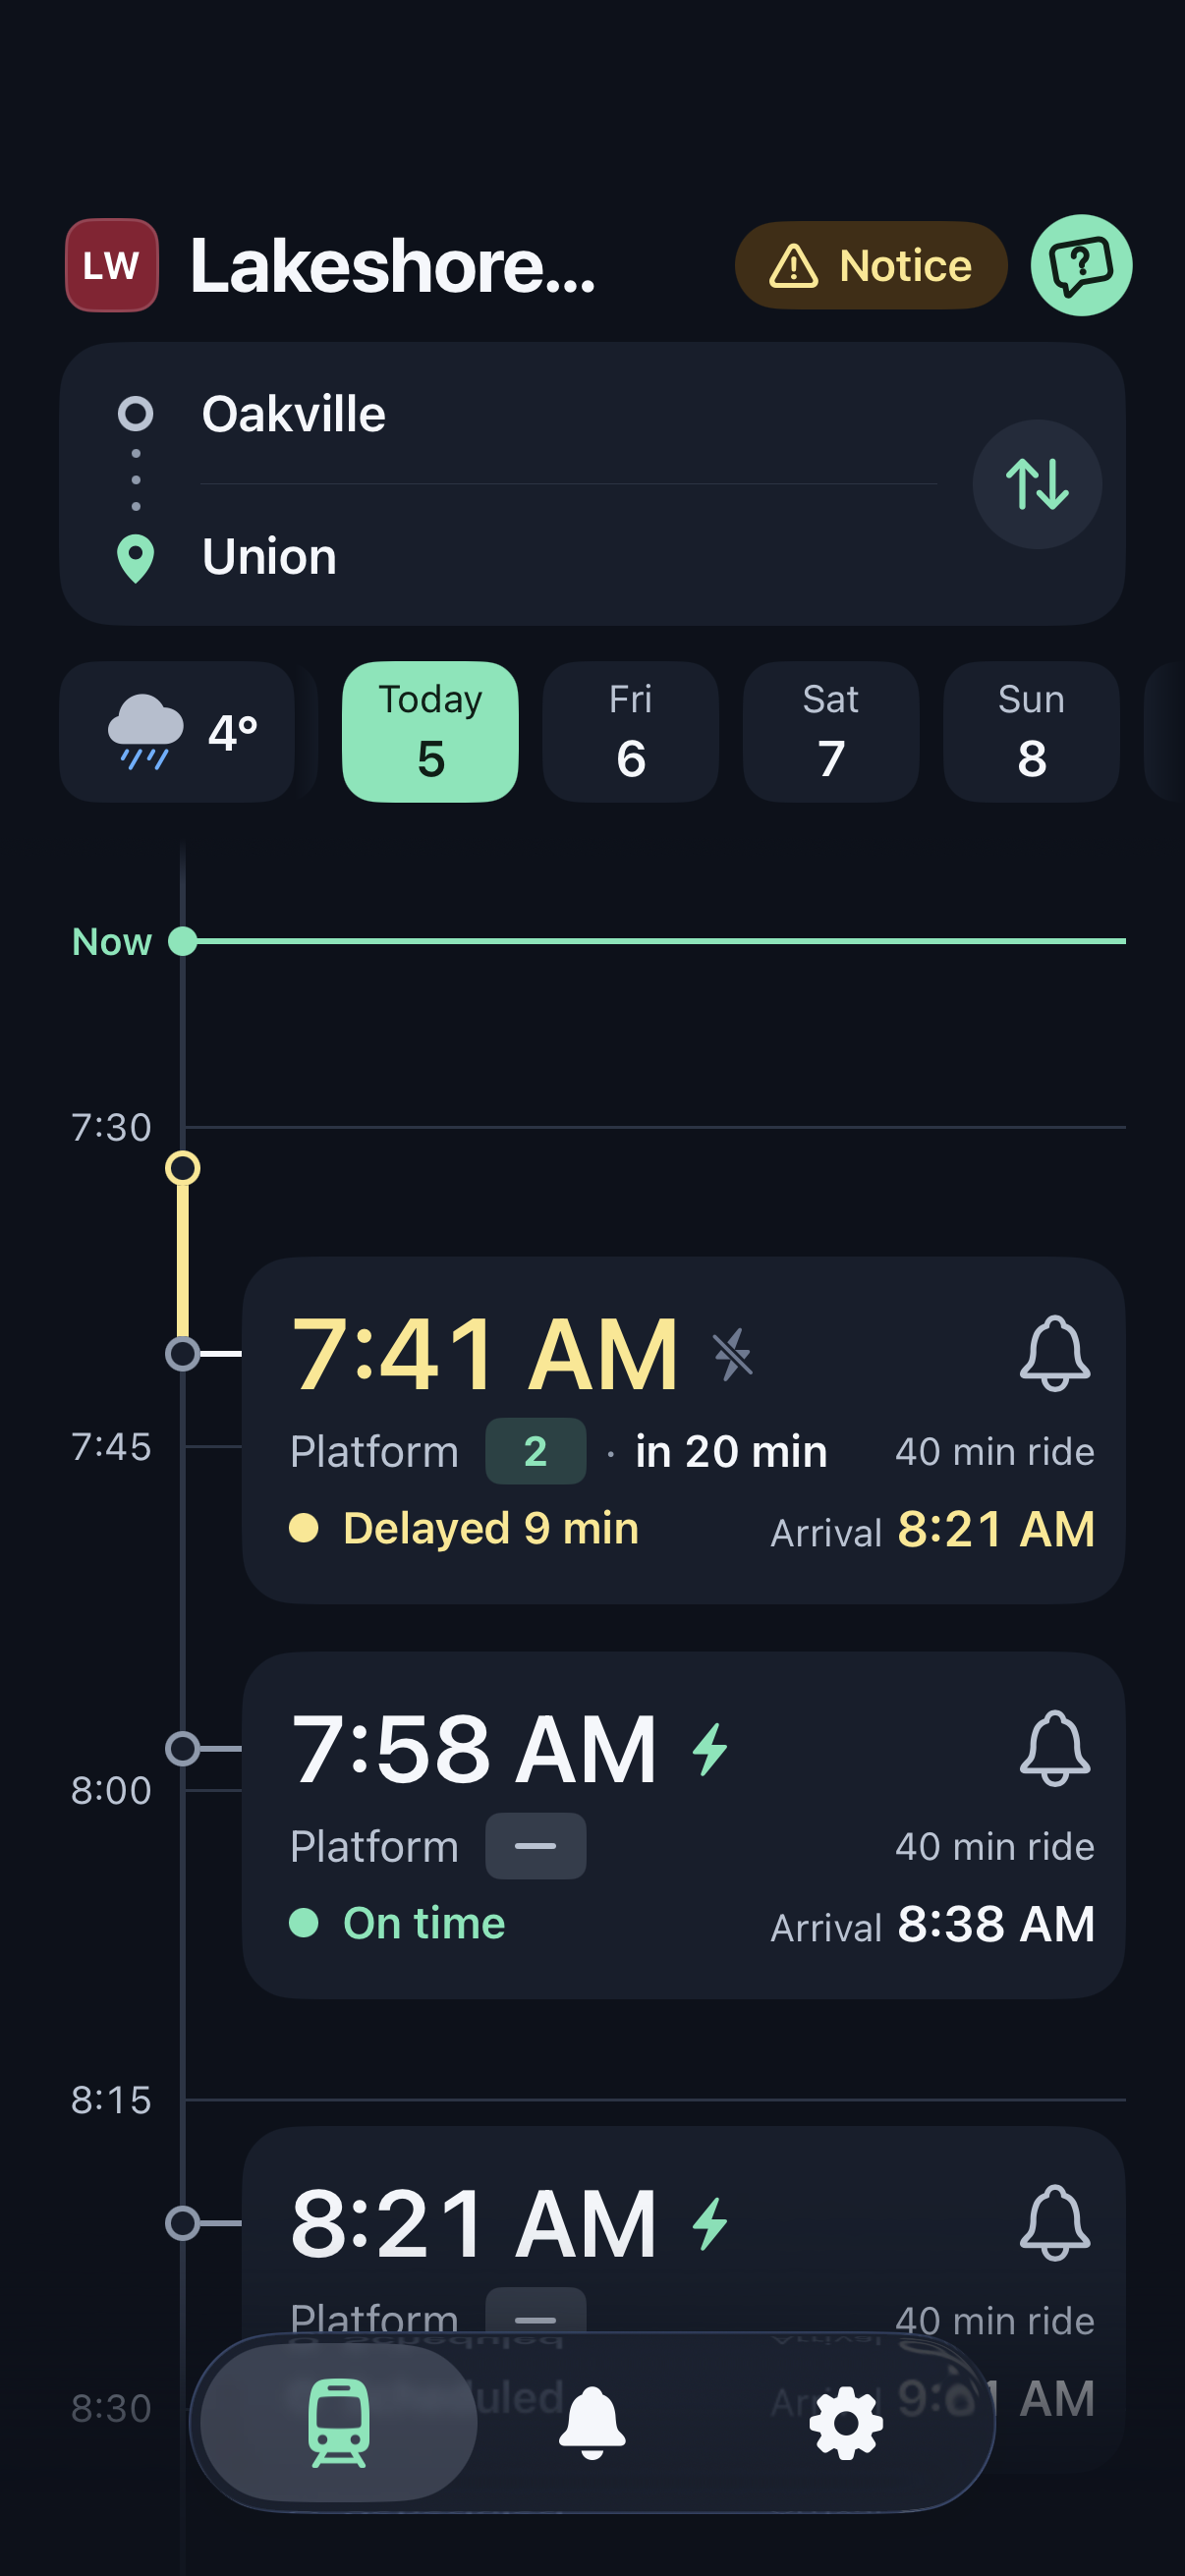 LW Lakeshore... Notice ?
Oakville
Union
4° Today 5 Fri 6 Sat 7 Sun 8
Now
7:30
7:41 AM
7:45 Platform 2 · in 20 min 40 min ride
Delayed 9 min Arrival 8:21 AM
7:58 AM
8:00
Platform — 40 min ride
On time Arrival 8:38 AM
8:15
8:21 AM
Platform — 40 min ride
8:30 AM